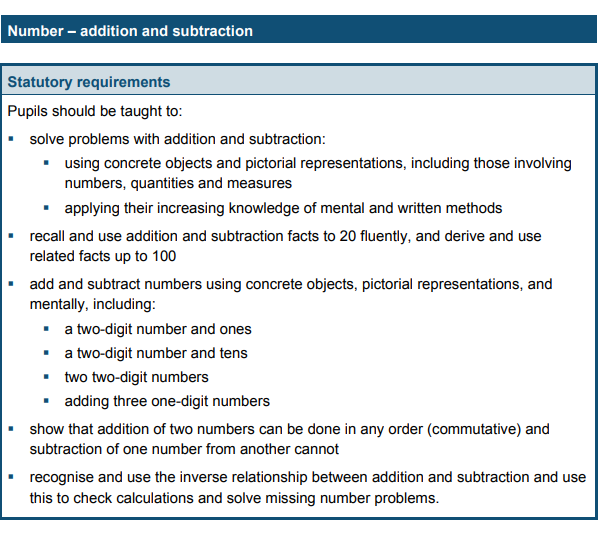 Number – addition and subtraction
Statutory requirements
Pupils should be taught to:
▪ solve problems with addition and subtraction:
▪ using concrete objects and pictorial representations, including those involving
numbers, quantities and measures
▪ applying their increasing knowledge of mental and written methods
▪ recall and use addition and subtraction facts to 20 fluently, and derive and use
related facts up to 100
▪ add and subtract numbers using concrete objects, pictorial representations, and
mentally, including:
▪ a two-digit number and ones
▪ a two-digit number and tens
▪ two two-digit numbers
▪ adding three one-digit numbers
▪ show that addition of two numbers can be done in any order (commutative) and
subtraction of one number from another cannot
▪ recognise and use the inverse relationship between addition and subtraction and use
this to check calculations and solve missing number problems.